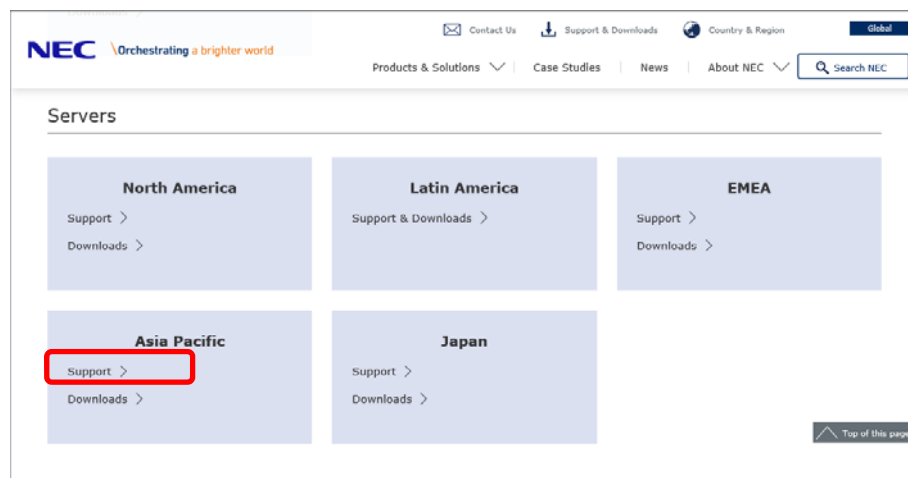 Contact Us Support & Downloads Country & Region Global
NEC \Orchestrating a brighter world
Products & Solutions Case Studies News About NEC Search NEC
Servers
North America
Support
Downloads
Latin America
Support & Downloads
EMEA
Support
Downloads
Asia Pacific
Support
Downloads
Japan
Support
Downloads
Top of this page